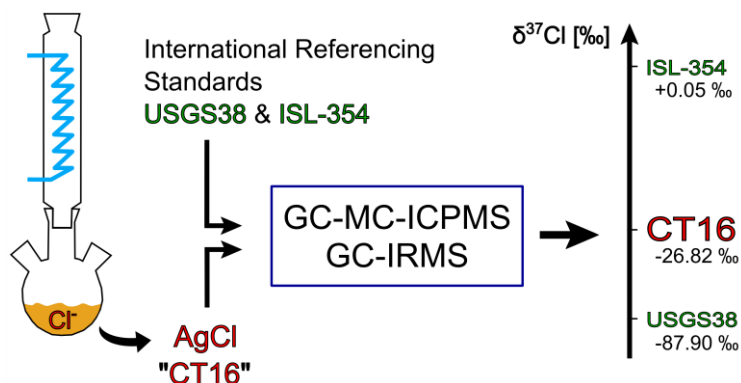 International Referencing
Standards
USGS38 & ISL-354
Cl⁻
AgCl
"CT16"
GC-MC-ICPMS
GC-IRMS
δ³⁷Cl [‰]
ISL-354
+0.05 ‰
CT16
-26.82 ‰
USGS38
-87.90 ‰